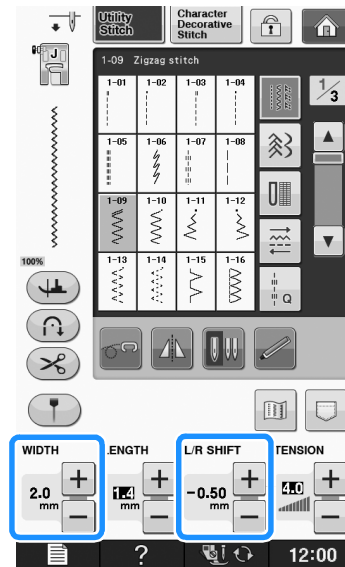 Utility
Stitch
Character
Decorative
Stitch
J
1-09 Zigzag stitch
1/3
1-01 1-02 1-03 1-04
1-05 1-06 1-07 1-08
1-09 1-10 1-11 1-12
1-13 1-14 1-15 1-16
Q
100%
WIDTH LENGTH L/R SHIFT TENSION
2.0 mm
1.4 mm
-0.50 mm
4.0
?
12:00